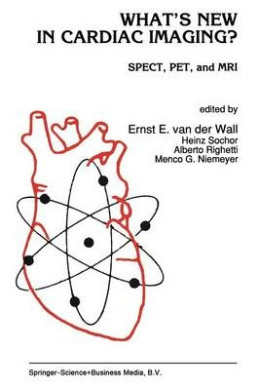 WHAT'S NEW
IN CARDIAC IMAGING?
SPECT, PET, and MRI
edited by
Ernst E. van der Wall
Heinz Sochor
Alberto Righetti
Menco G. Niemeyer
Springer-Science+Business Media, B.V.